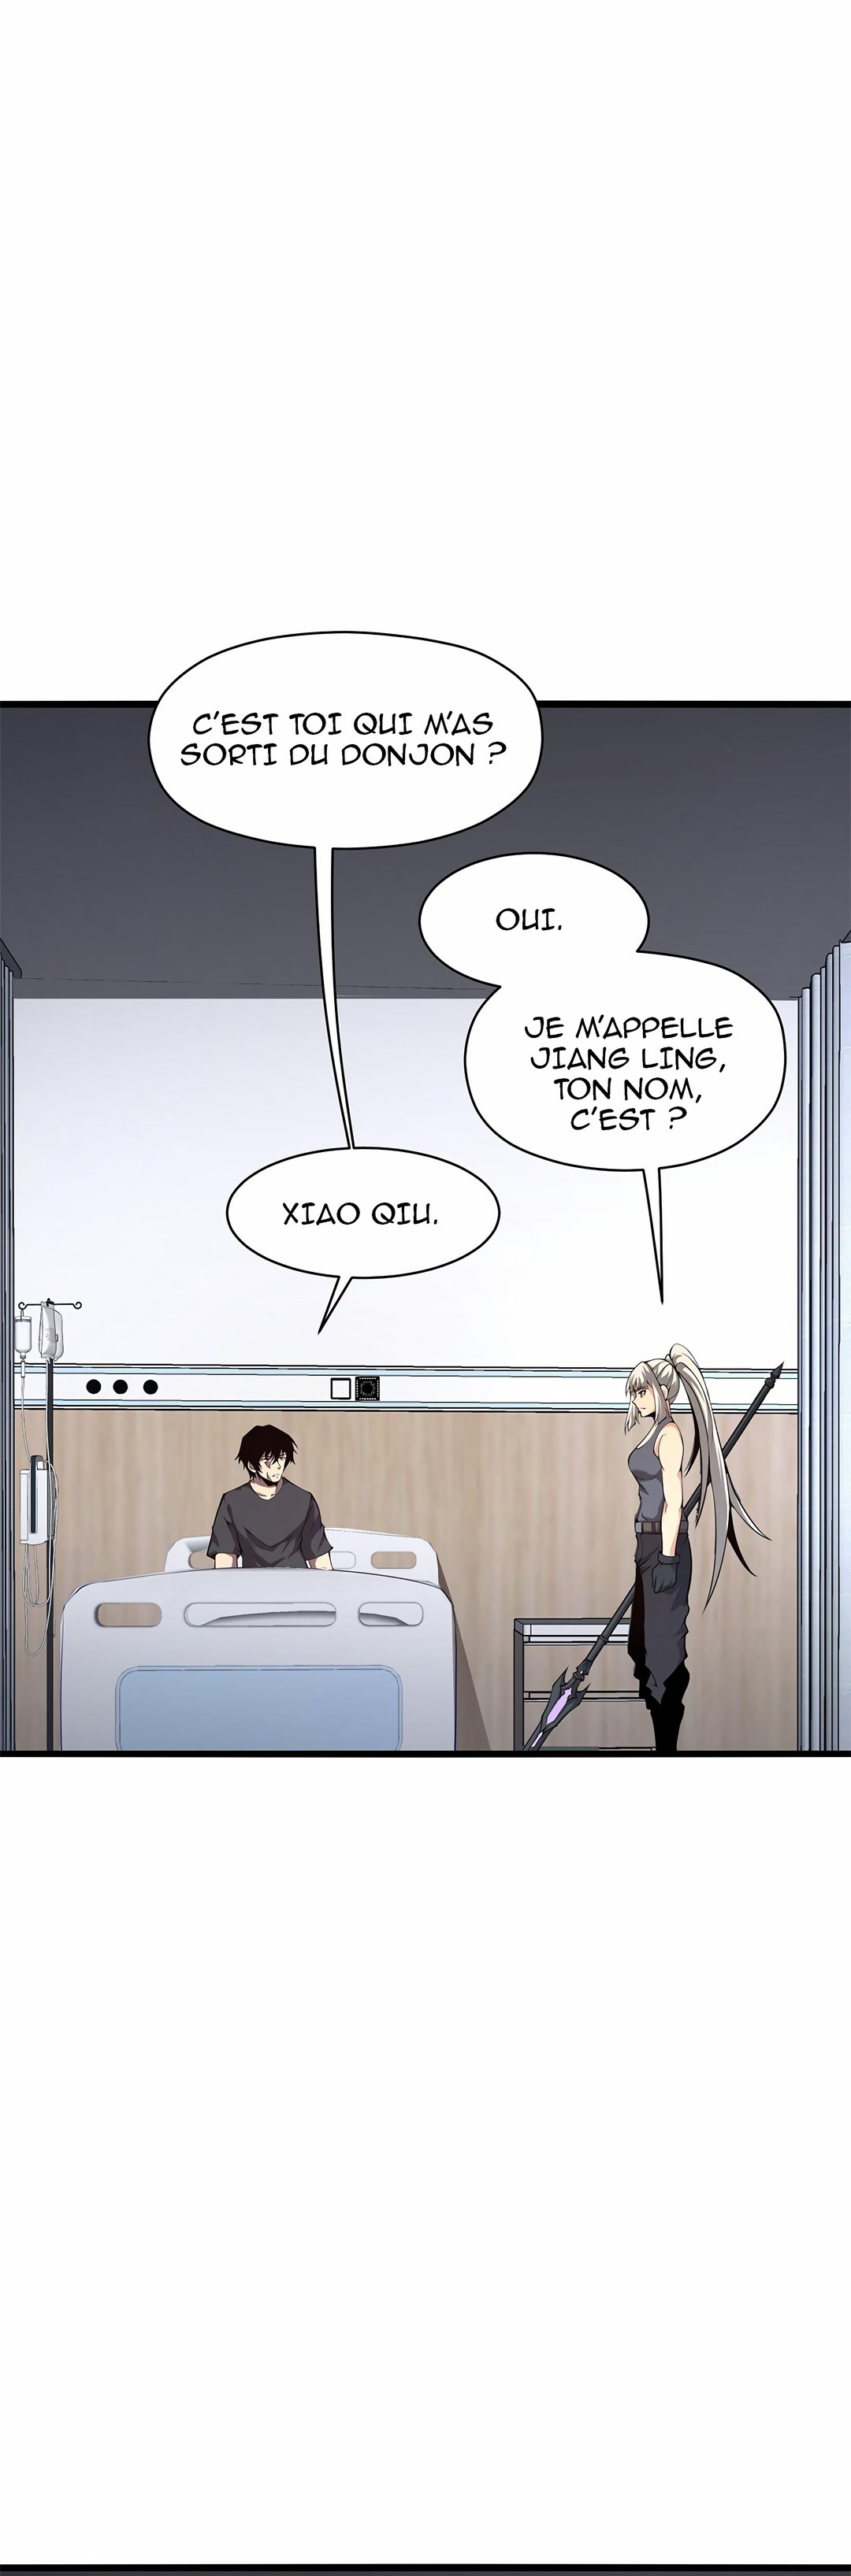 C'EST TOI QUI M'AS
SORTI DU DONJON ?
OUI.
JE M'APPELLE
JIANG LING,
TON NOM,
C'EST ?
XIAO QIU.